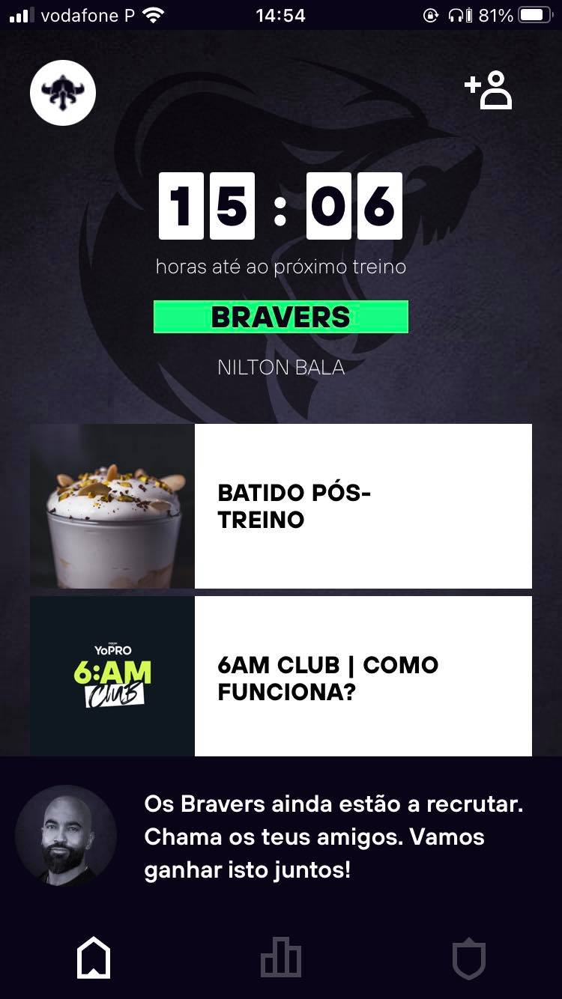 vodafone P
14:54
81%
15:06
horas até ao próximo treino
BRAVERS
NILTON BALA
BATIDO PÓS-
TREINO
YoPRO
6:AM
CLUB
6AM CLUB | COMO
FUNCIONA?
Os Bravers ainda estão a recrutar.
Chama os teus amigos. Vamos
ganhar isto juntos!